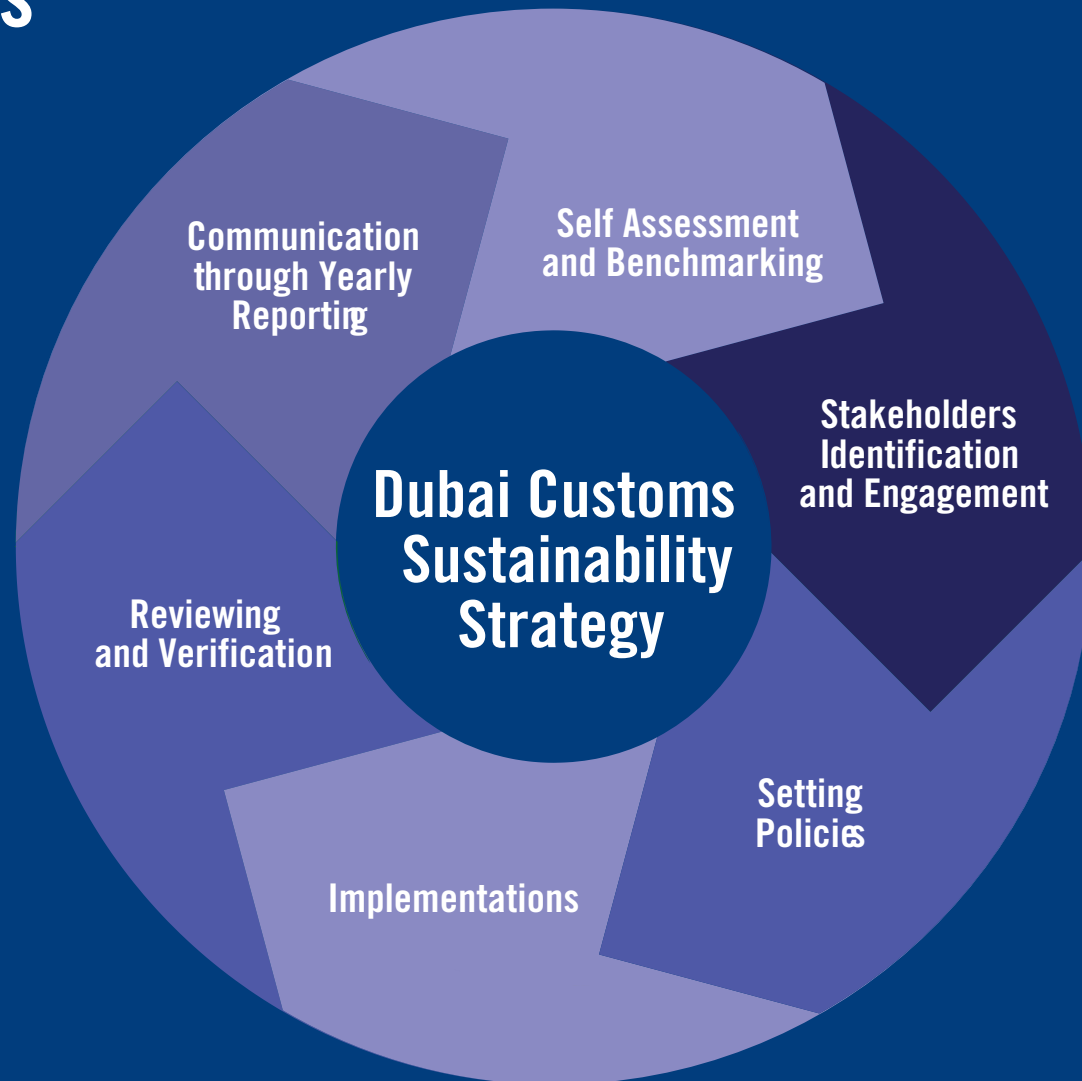 s
Self Assessment
and Benchmarking
Stakeholders
Identification
and Engagement
Setting
Policies
Implementations
Reviewing
and Verification
Communication
through Yearly
Reporting
Dubai Customs
Sustainability
Strategy